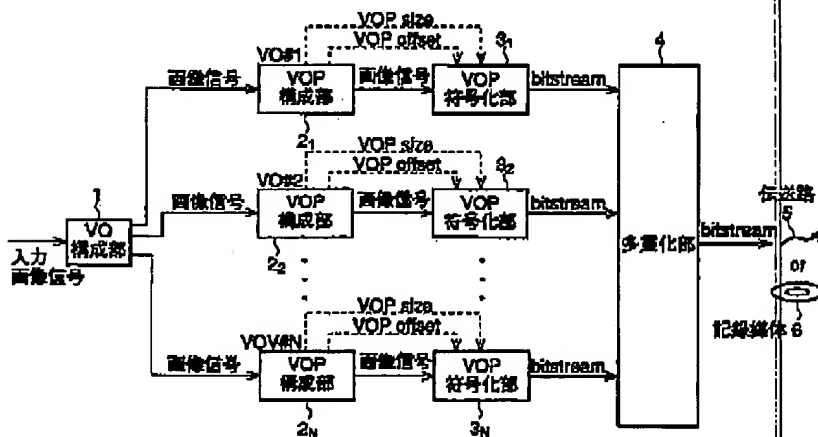 VOP size
VOP offset
VO#1
画像信号
VOP
構成部
2₁
画像信号
3₁
VOP
符号化部
bitstream
4
VOP size
VOP offset
VO#2
画像信号
VOP
構成部
2₂
画像信号
3₂
VOP
符号化部
bitstream
1
VO
構成部
入力
画像信号
多重化部
bitstream
伝送路
5
or
記録媒体 6
VOP size
VOP offset
VOV#N
画像信号
VOP
構成部
2N
画像信号
VOP
符号化部
3N
bitstream